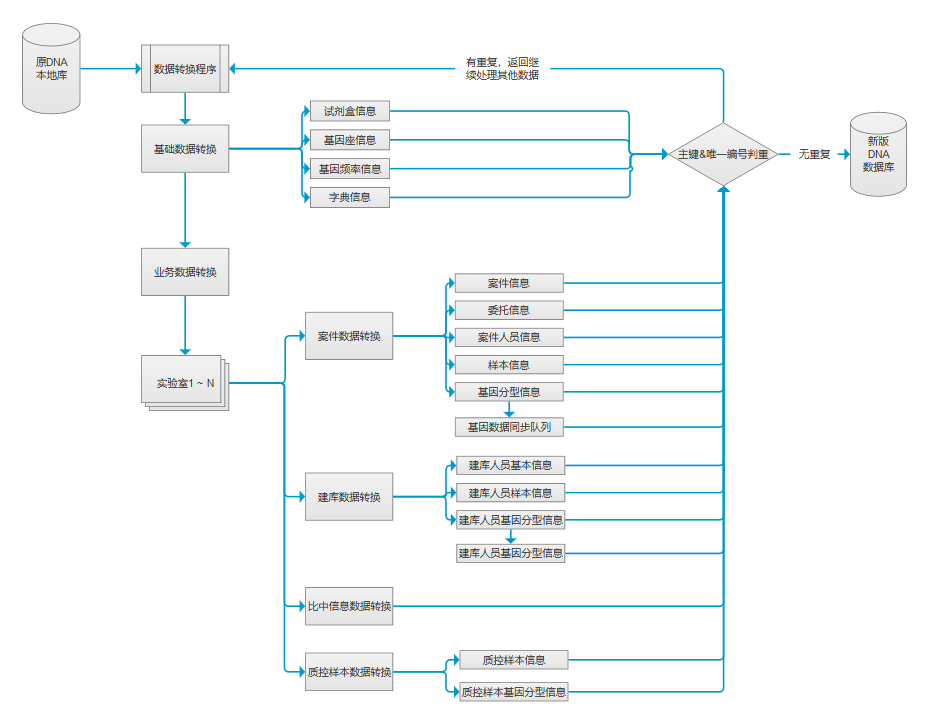 原DNA
本地库
数据转换程序
有重复，返回继
续处理其他数据
基础数据转换
试剂盒信息
基因座信息
基因频率信息
字典信息
主键&唯一编号判重
无重复
新版
DNA
数据库
业务数据转换
实验室1 ~ N
案件数据转换
案件信息
委托信息
案件人员信息
样本信息
基因分型信息
基因数据同步队列
建库数据转换
建库人员基本信息
建库人员样本信息
建库人员基因分型信息
建库人员基因分型信息
比中信息数据转换
质控样本数据转换
质控样本信息
质控样本基因分型信息